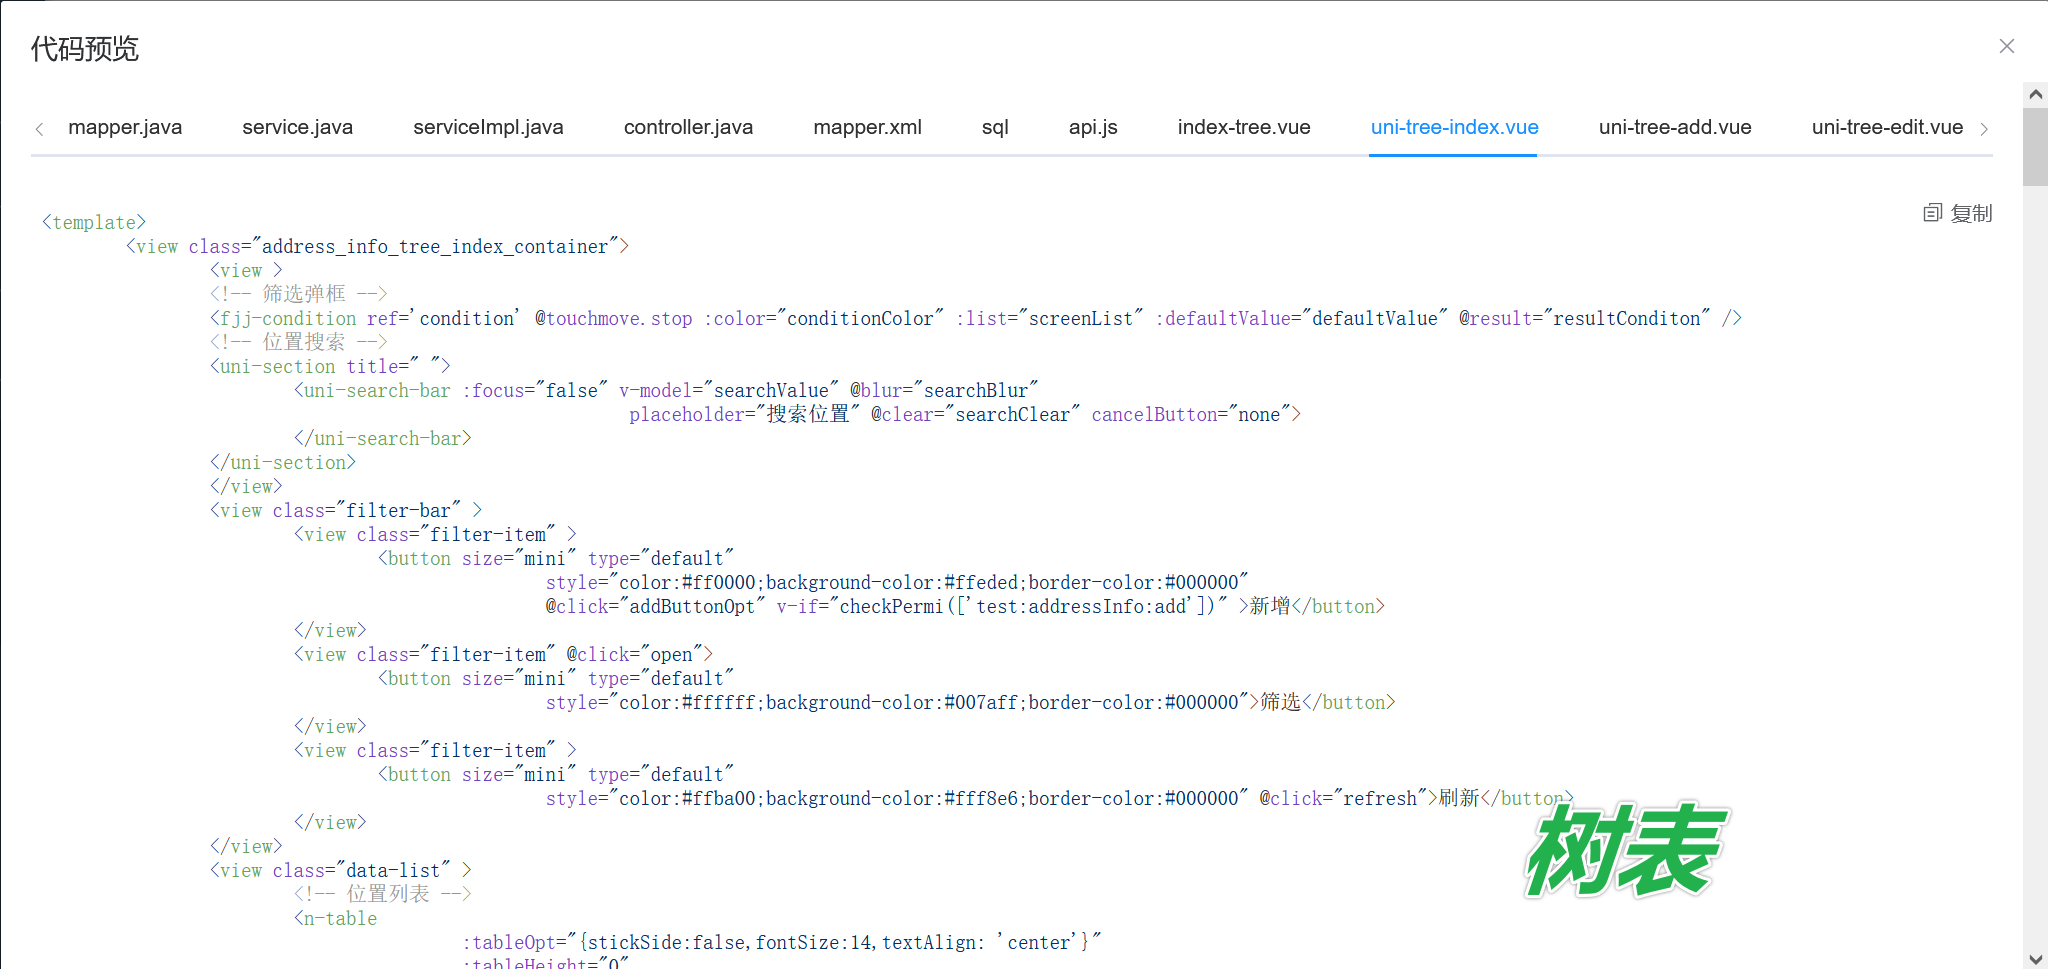 代码预览
mapper.java service.java serviceImpl.java controller.java mapper.xml sql api.js index-tree.vue uni-tree-index.vue uni-tree-add.vue uni-tree-edit.vue
复制
<template>
<view class="address_info_tree_index_container">
<view >
<!-- 筛选弹框 -->
<fjj-condition ref='condition' @touchmove.stop :color="conditionColor" :list="screenList" :defaultValue="defaultValue" @result="resultConditon" />
<!-- 位置搜索 -->
<uni-section title=" ">
<uni-search-bar :focus="false" v-model="searchValue" @blur="searchBlur"
placeholder="搜索位置" @clear="searchClear" cancelButton="none">
</uni-search-bar>
</uni-section>
</view>
<view class="filter-bar" >
<view class="filter-item" >
<button size="mini" type="default"
style="color:#ff0000;background-color:#ffeded;border-color:#000000"
@click="addButtonOpt" v-if="checkPermi(['test:addressInfo:add'])" >新增</button>
</view>
<view class="filter-item" @click="open">
<button size="mini" type="default"
style="color:#ffffff;background-color:#007aff;border-color:#000000">筛选</button>
</view>
<view class="filter-item" >
<button size="mini" type="default"
style="color:#ffba00;background-color:#fff8e6;border-color:#000000" @click="refresh">刷新</button>
</view>
</view>
<view class="data-list" >
<!-- 位置列表 -->
<n-table
:tableOpt="{stickSide:false,fontSize:14,textAlign: 'center'}"
:tableHeight="0"
树表